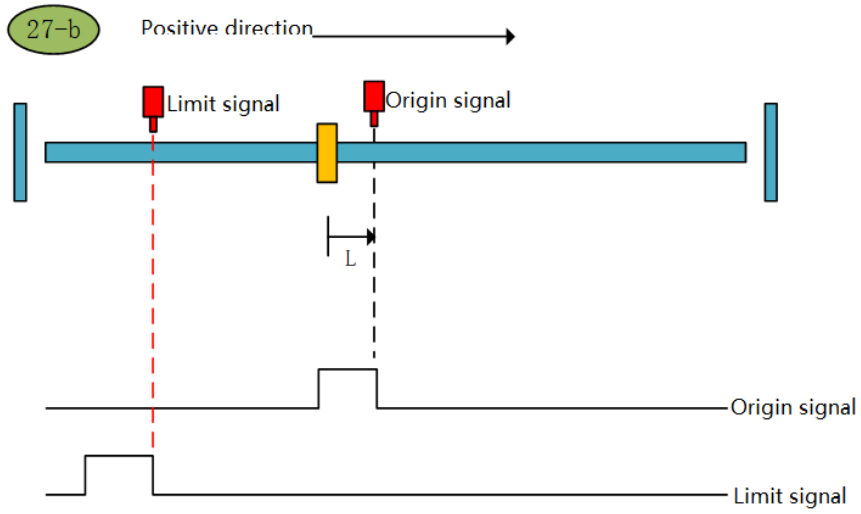 27-b
Positive direction
Limit signal
Origin signal
L
Origin signal
Limit signal